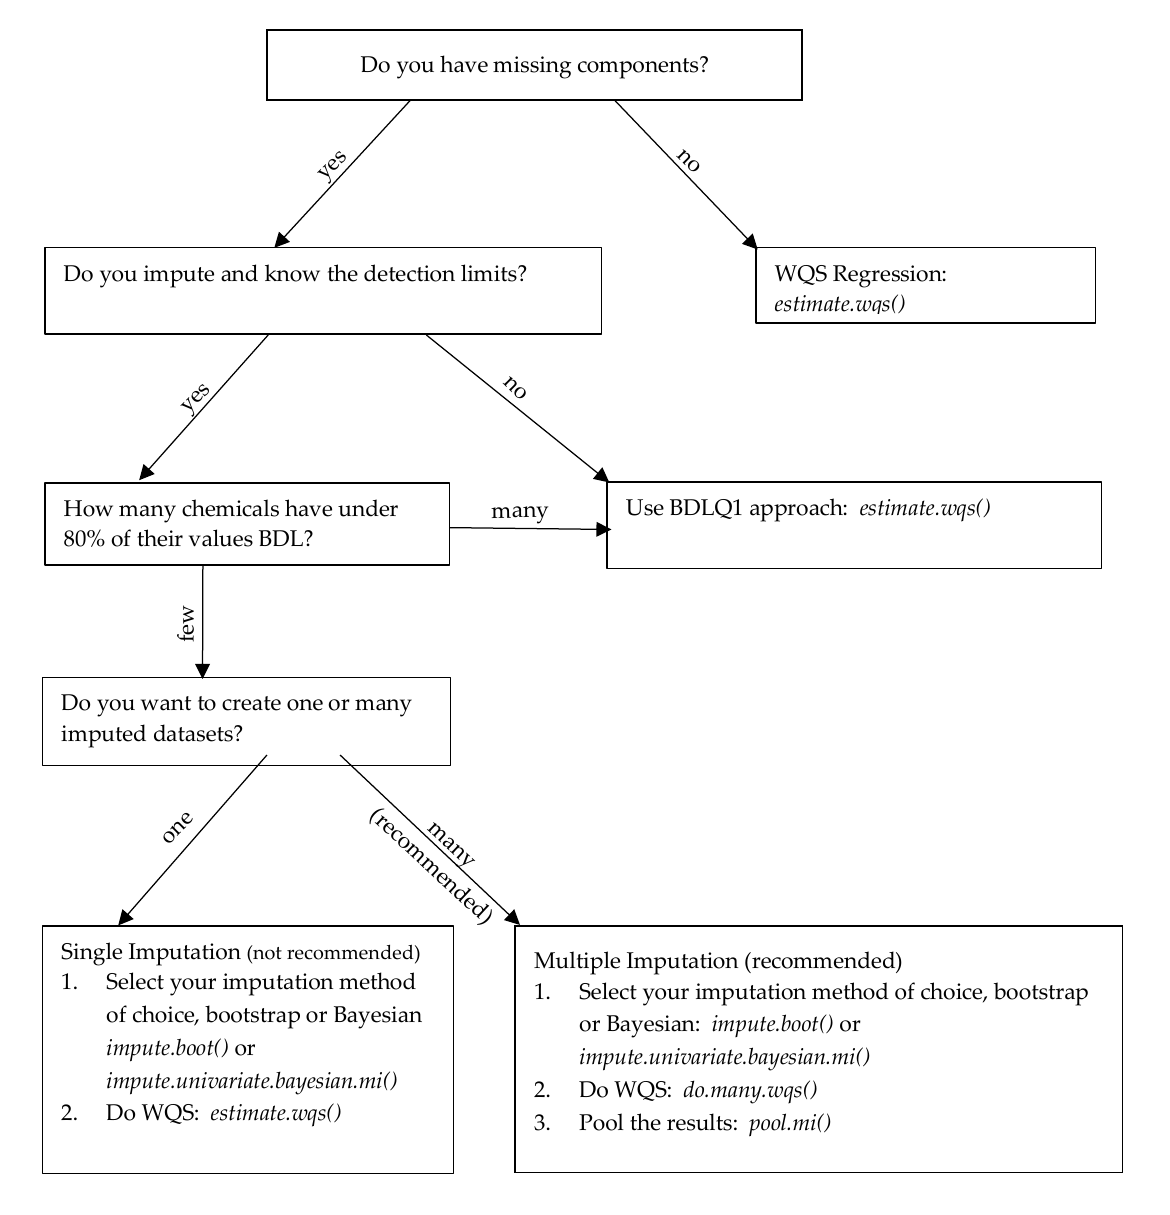 Do you have missing components?
yes
no
Do you impute and know the detection limits?
WQS Regression:
estimate.wqs()
yes
no
How many chemicals have under
80% of their values BDL?
many
Use BDLQ1 approach: estimate.wqs()
few
Do you want to create one or many
imputed datasets?
one
many
(recommended)
Single Imputation (not recommended)
1. Select your imputation method
of choice, bootstrap or Bayesian
impute.boot() or
impute.univariate.bayesian.mi()
2. Do WQS: estimate.wqs()
Multiple Imputation (recommended)
1. Select your imputation method of choice, bootstrap
or Bayesian: impute.boot() or
impute.univariate.bayesian.mi()
2. Do WQS: do.many.wqs()
3. Pool the results: pool.mi()